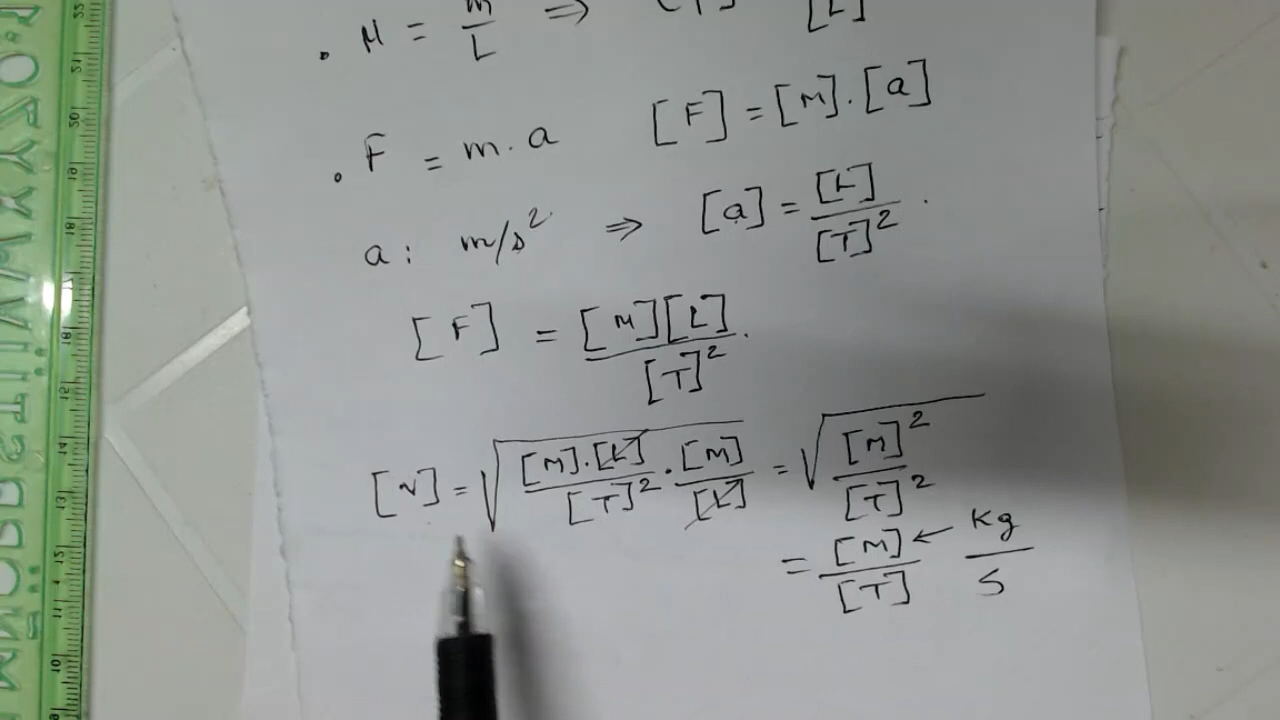 . μ = m/L ⇒ [L]
. F = m.a [F] = [M].[a]
a: m/s² ⇒ [a] = [L]/[T]².
[F] = [M][L]/[T]².
[v] = √([M].[L]/[T]² . [M]/[L]) = √([M]²/[T]²)
= [M]/[T] ← Kg/S